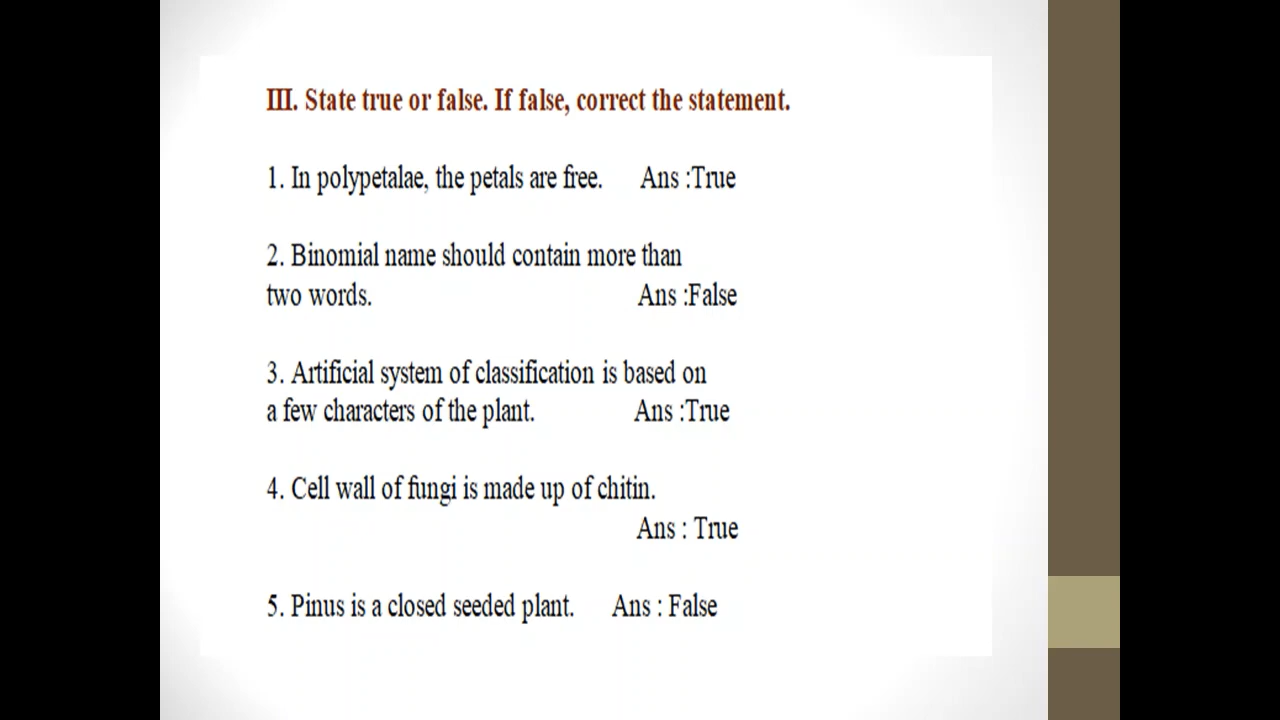 III. State true or false. If false, correct the statement.
1. In polypetalae, the petals are free. Ans :True
2. Binomial name should contain more than
two words. Ans :False
3. Artificial system of classification is based on
a few characters of the plant. Ans :True
4. Cell wall of fungi is made up of chitin.
Ans : True
5. Pinus is a closed seeded plant. Ans : False